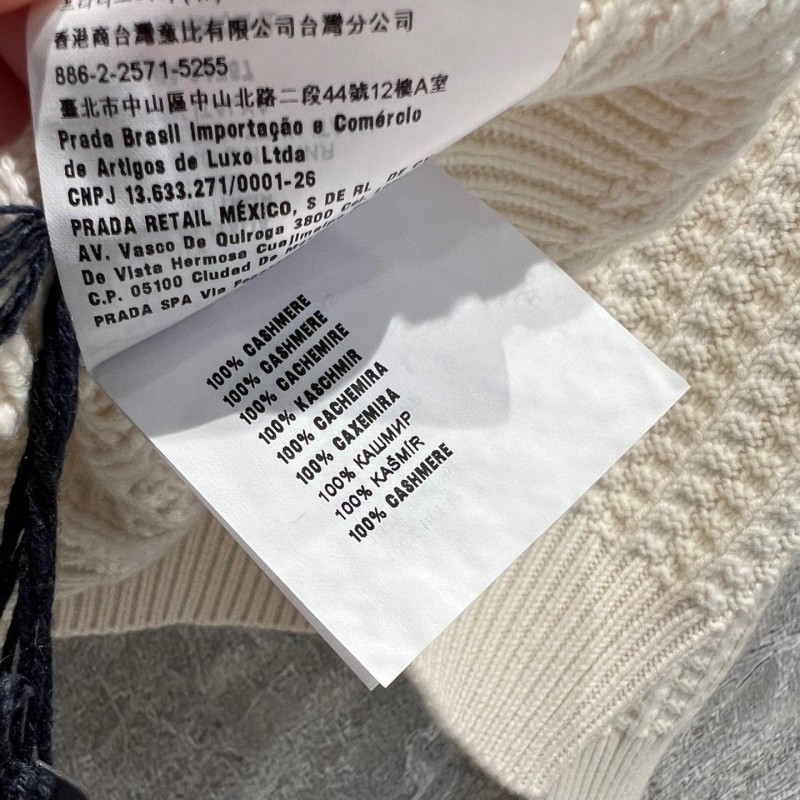 香港商台灣童比有限公司台灣分公司
886-2-2571-5255
臺北市中山區中山北路二段44號12樓A室
Prada Brasil Importação e Comércio
de Artigos de Luxo Ltda
CNPJ 13.633.271/0001-26
PRADA RETAIL MÉXICO, S DE RL
AV. Vasco De Quiroga 3800
De Vista Hermosa Cuajimalpa
C.P. 05100 Ciudad De
PRADA SPA Via
100% CASHMERE
100% CASHMERE
100% CACHEMIRE
100% KASCHMIR
100% CACHEMIRA
100% CAXEMIRA
100% КАШМИР
100% KAŠMÍR
100% CASHMERE